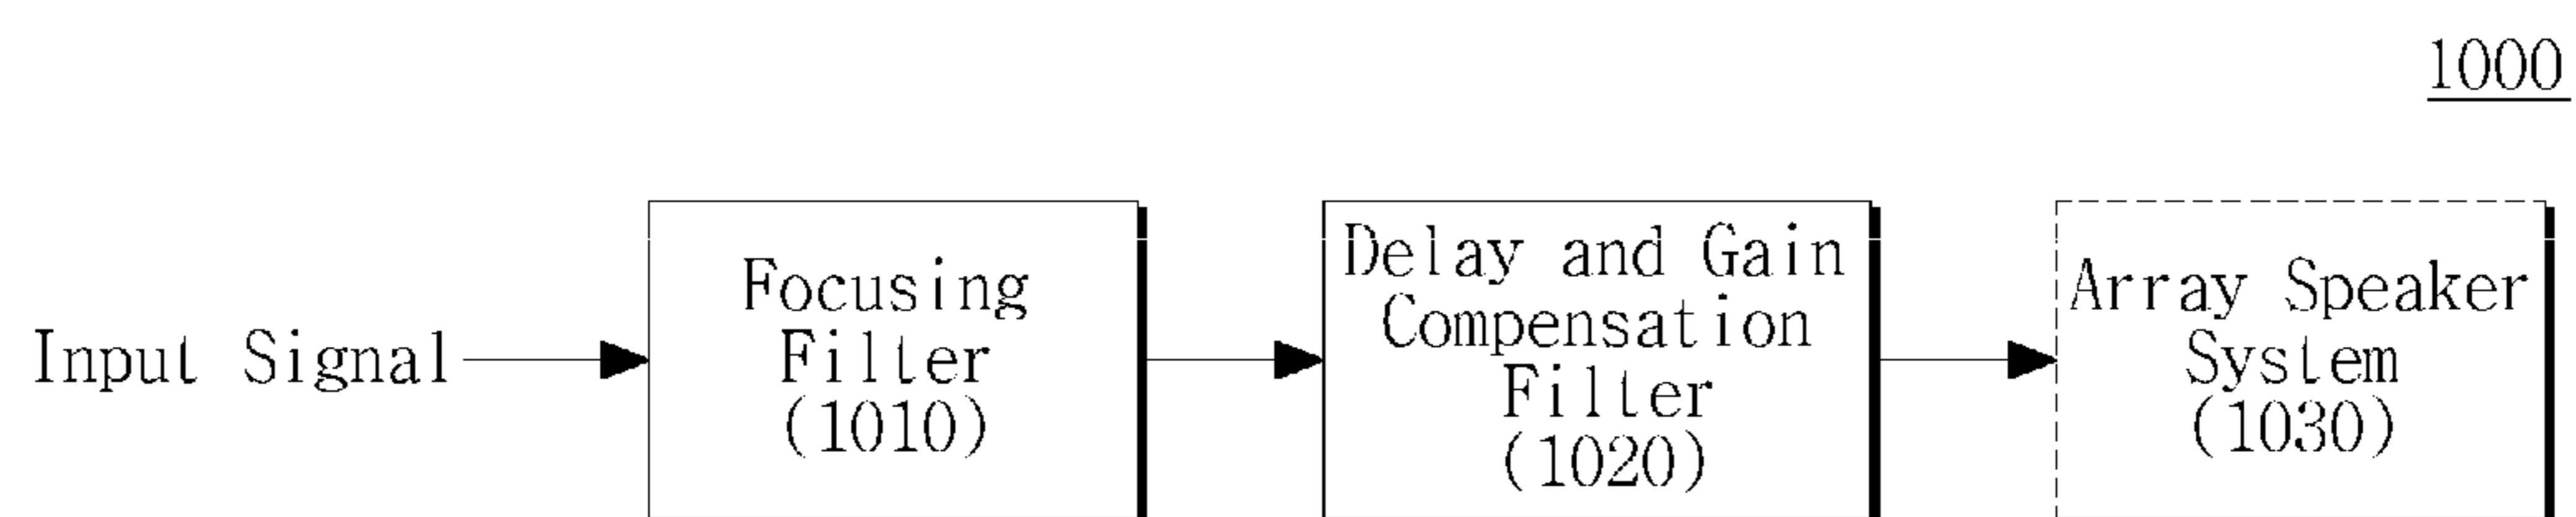 1000
Input Signal
Focusing
Filter
(1010)
Delay and Gain
Compensation
Filter
(1020)
Array Speaker
System
(1030)